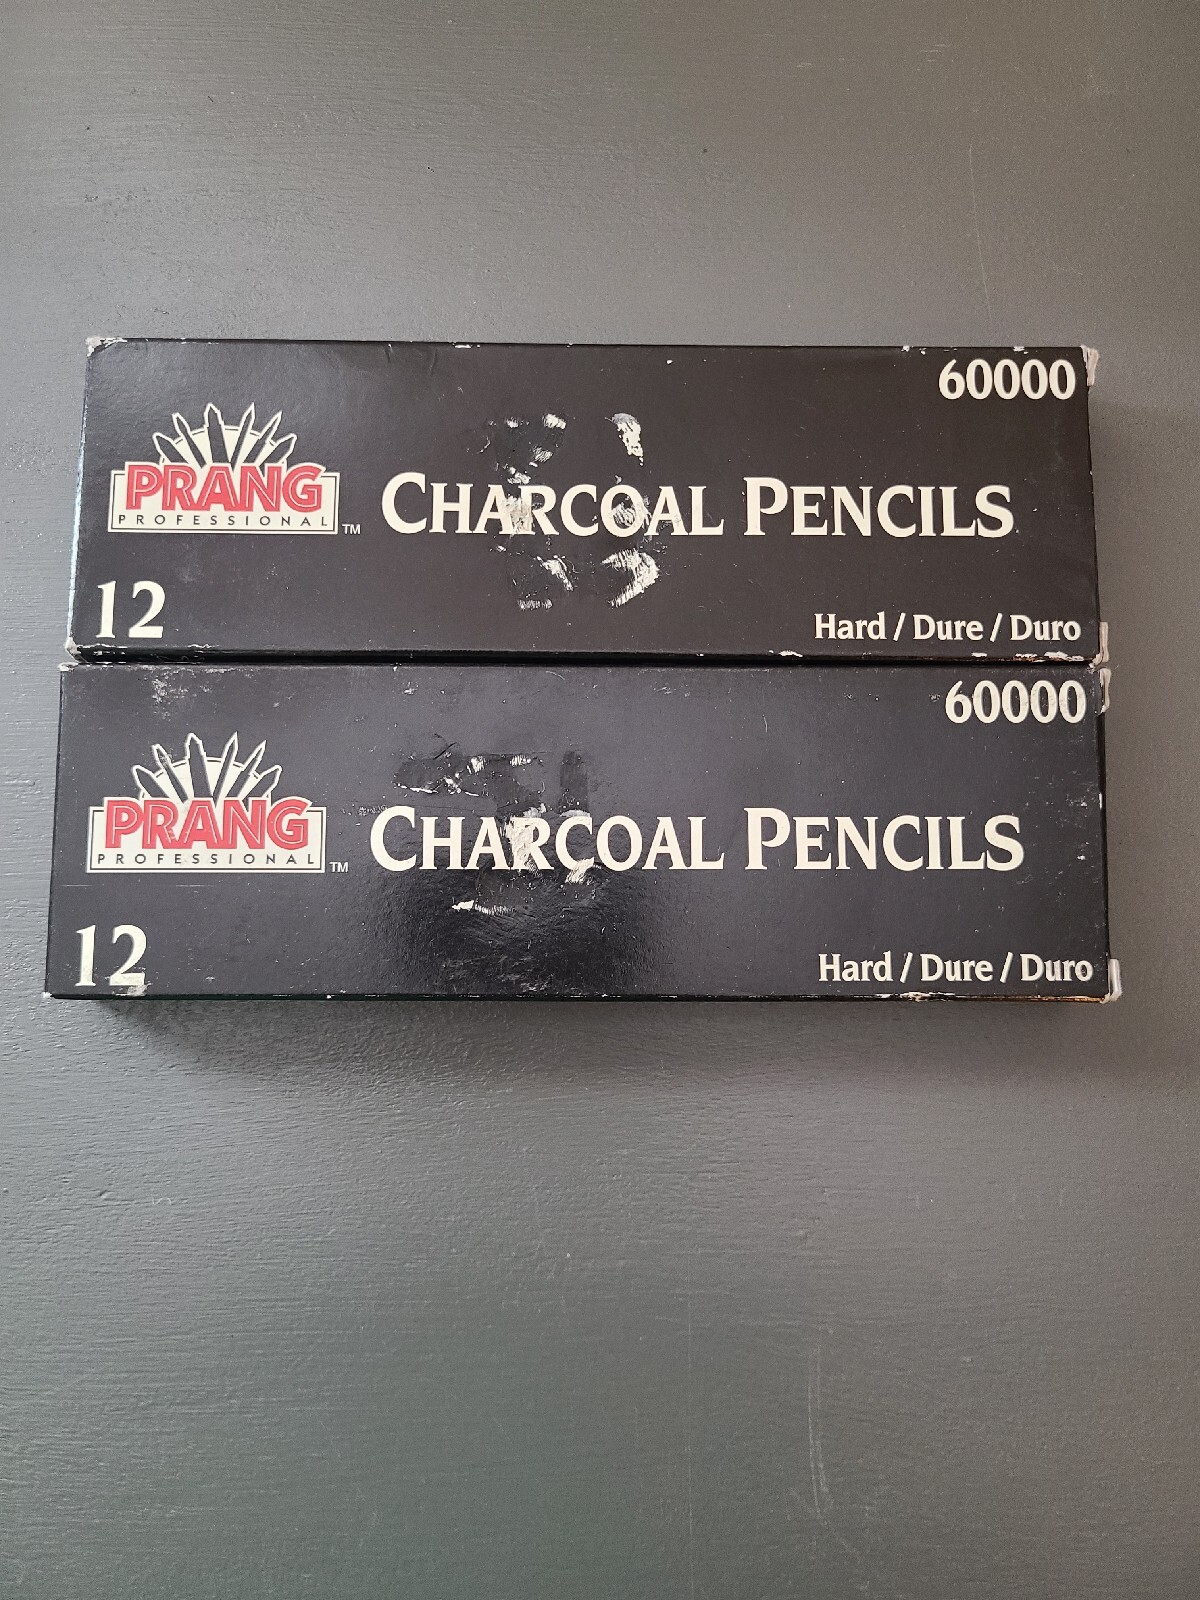 60000
PRANG
PROFESSIONAL ™
CHARCOAL PENCILS
12
Hard / Dure / Duro
60000
PRANG
PROFESSIONAL ™
CHARCOAL PENCILS
12
Hard / Dure / Duro